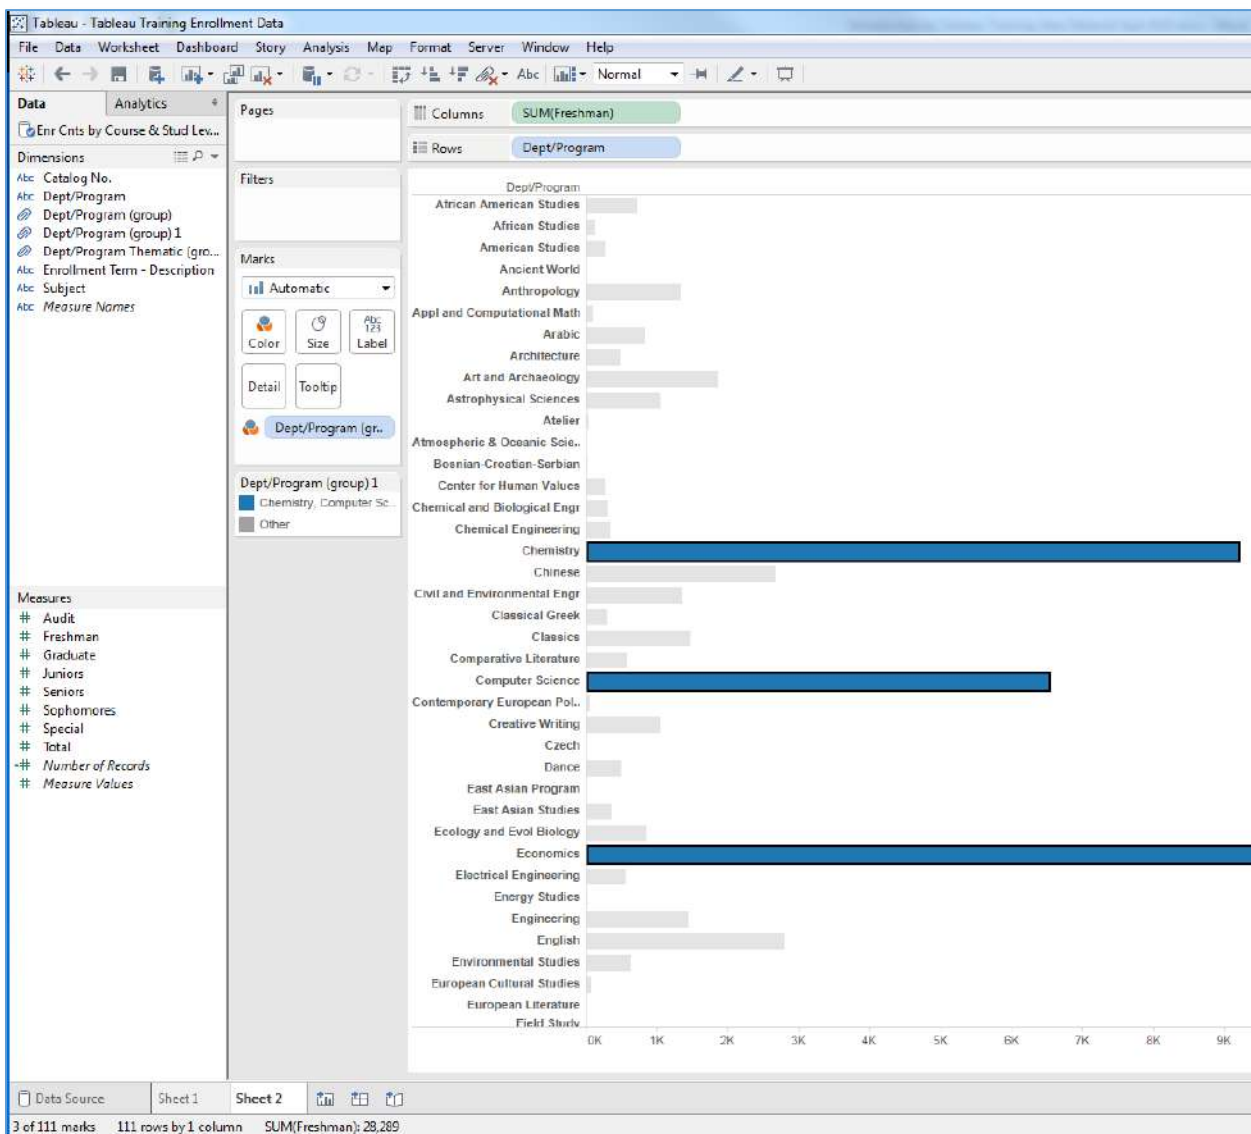 Tableau - Tableau Training Enrollment Data
File Data Worksheet Dashboard Story Analysis Map Format Server Window Help
Abc Normal
Data Analytics
Enr Cnts by Course & Stud Lev...
Dimensions
Abc Catalog No.
Abc Dept/Program
Dept/Program (group)
Dept/Program (group) 1
Dept/Program Thematic (gro...
Abc Enrollment Term - Description
Abc Subject
Abc Measure Names
Measures
# Audit
# Freshman
# Graduate
# Juniors
# Seniors
# Sophomores
# Special
# Total
# Number of Records
# Measure Values
Pages
Filters
Marks
Automatic
Abc
123
Color Size Label
Detail Tooltip
Dept/Program (gr..
Dept/Program (group) 1
Chemistry, Computer Sc...
Other
Columns SUM(Freshman)
Rows Dept/Program
Dept/Program
African American Studies
African Studies
American Studies
Ancient World
Anthropology
Appl and Computational Math
Arabic
Architecture
Art and Archaeology
Astrophysical Sciences
Atelier
Atmospheric & Oceanic Scie..
Bosnian-Croatian-Serbian
Center for Human Values
Chemical and Biological Engr
Chemical Engineering
Chemistry
Chinese
Civil and Environmental Engr
Classical Greek
Classics
Comparative Literature
Computer Science
Contemporary European Pol..
Creative Writing
Czech
Dance
East Asian Program
East Asian Studies
Ecology and Evol Biology
Economics
Electrical Engineering
Energy Studies
Engineering
English
Environmental Studies
European Cultural Studies
European Literature
Field Study
0K 1K 2K 3K 4K 5K 6K 7K 8K 9K
Data Source Sheet 1 Sheet 2
3 of 111 marks 111 rows by 1 column SUM(Freshman): 28,289